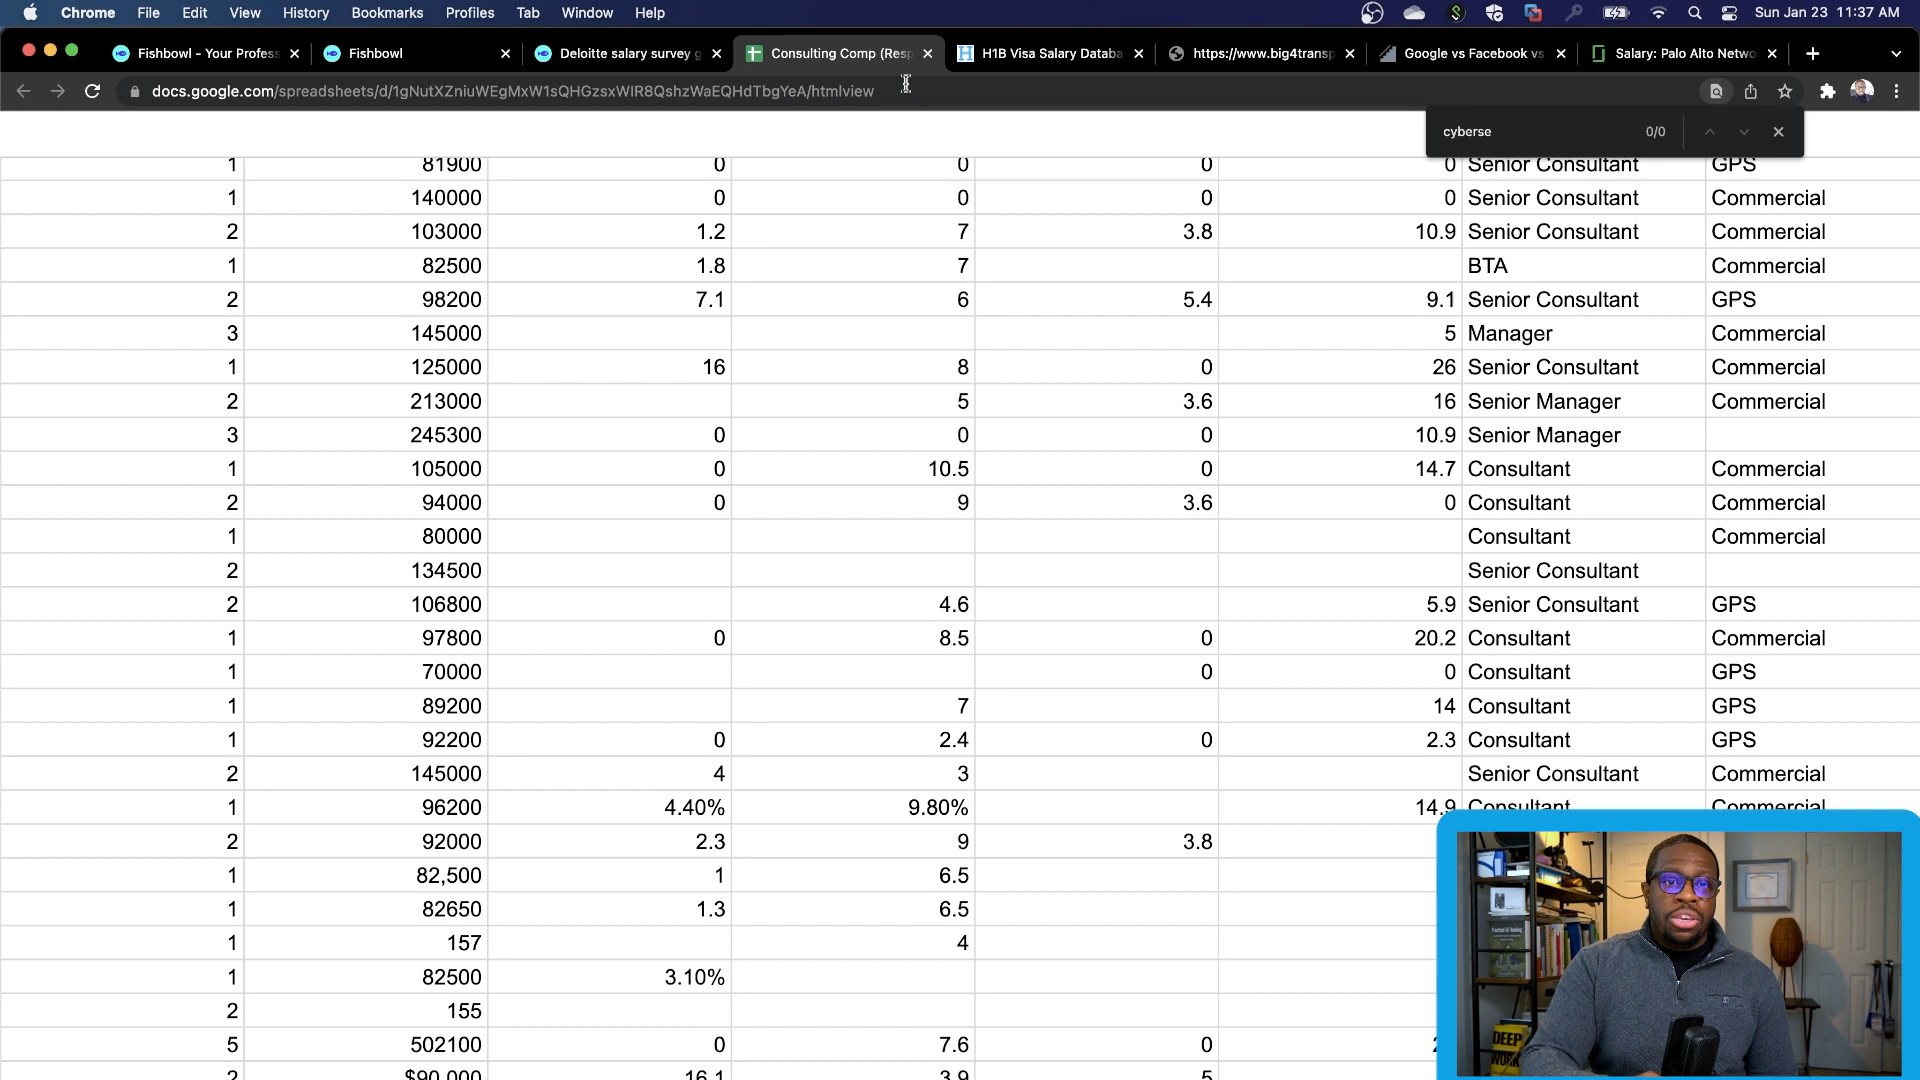 Chrome File Edit View History Bookmarks Profiles Tab Window Help Sun Jan 23 11:37 AM
Fishbowl - Your Profess Fishbowl Deloitte salary survey g Consulting Comp (Resp H1B Visa Salary Databa https://www.big4transp Google vs Facebook vs Salary: Palo Alto Netwo
docs.google.com/spreadsheets/d/1gNutXZniuWEgMxW1sQHGzsxWIR8QshzWaEQHdTbgYeA/htmlview
cyberse 0/0
1 81900 0 0 0 0 Senior Consultant GPS
1 140000 0 0 0 0 Senior Consultant Commercial
2 103000 1.2 7 3.8 10.9 Senior Consultant Commercial
1 82500 1.8 7 BTA Commercial
2 98200 7.1 6 5.4 9.1 Senior Consultant GPS
3 145000 5 Manager Commercial
1 125000 16 8 0 26 Senior Consultant Commercial
2 213000 5 3.6 16 Senior Manager Commercial
3 245300 0 0 0 10.9 Senior Manager
1 105000 0 10.5 0 14.7 Consultant Commercial
2 94000 0 9 3.6 0 Consultant Commercial
1 80000 Consultant Commercial
2 134500 Senior Consultant
2 106800 4.6 5.9 Senior Consultant GPS
1 97800 0 8.5 0 20.2 Consultant Commercial
1 70000 0 0 Consultant GPS
1 89200 7 14 Consultant GPS
1 92200 0 2.4 0 2.3 Consultant GPS
2 145000 4 3 Senior Consultant Commercial
1 96200 4.40% 9.80% 14.9 Consultant Commercial
2 92000 2.3 9 3.8
1 82,500 1 6.5
1 82650 1.3 6.5
1 157 4
1 82500 3.10%
2 155
5 502100 0 7.6 0
2 $90,000 16.1 3.9 5
DEEP
WORK